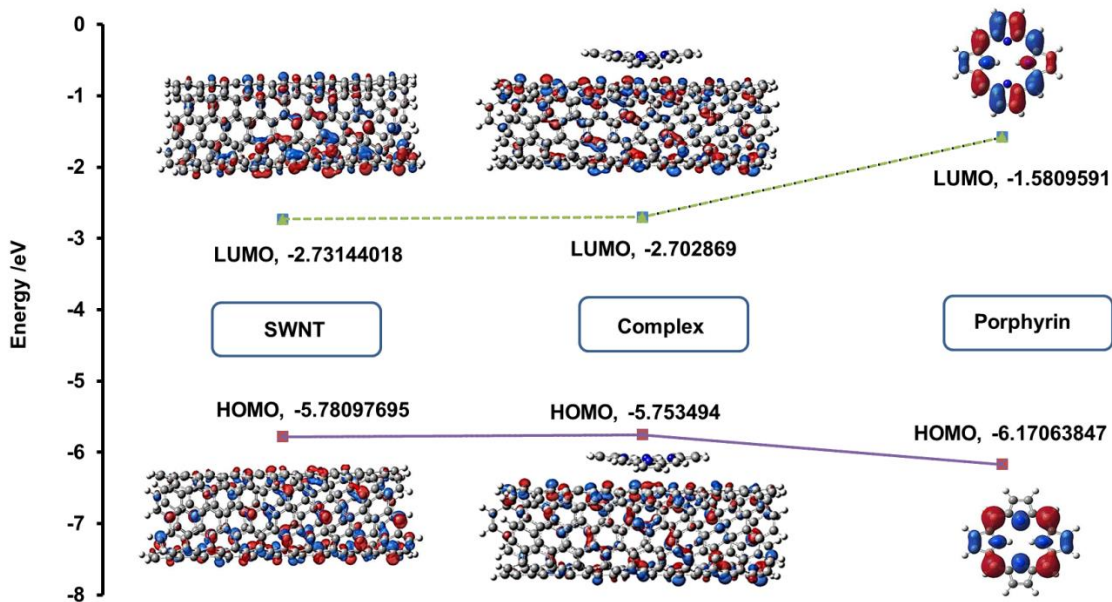 0
-1
-2
-3
-4
-5
-6
-7
-8
Energy /eV
LUMO, -1.5809591
LUMO, -2.73144018
LUMO, -2.702869
SWNT
Complex
Porphyrin
HOMO, -5.78097695
HOMO, -5.753494
HOMO, -6.17063847